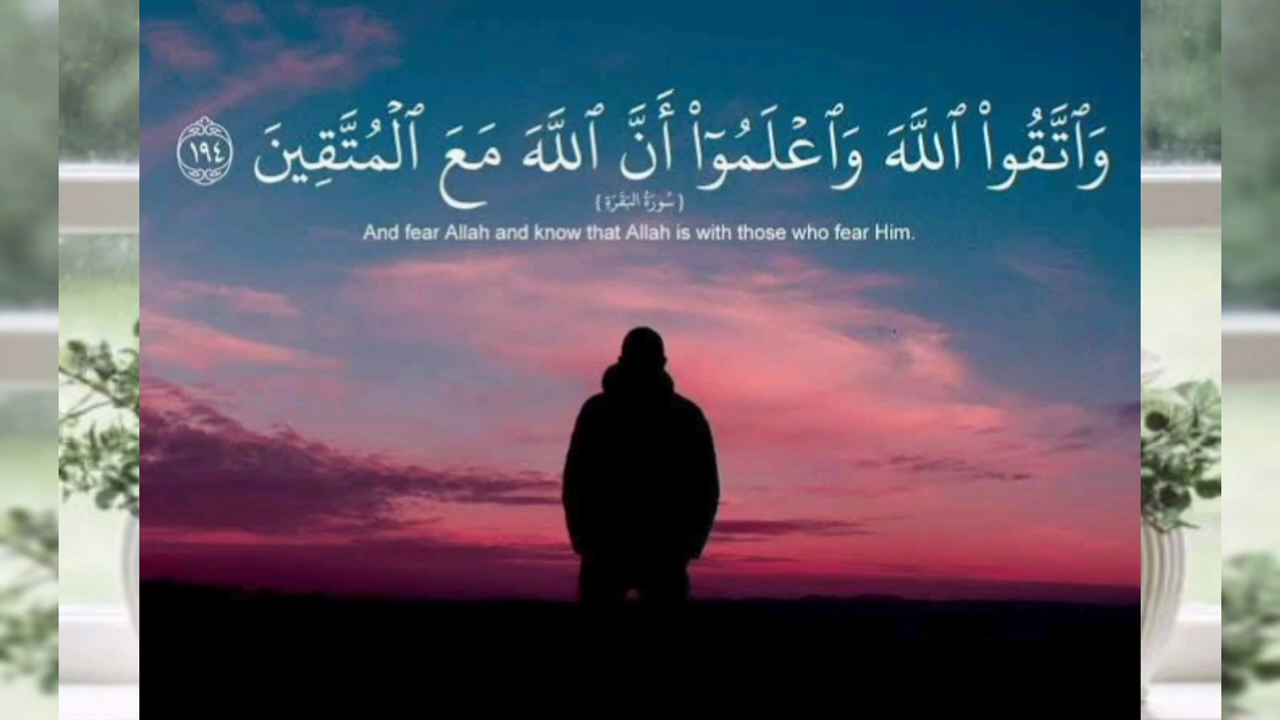 وَٱتَّقُوا۟ ٱللَّهَ وَٱعْلَمُوٓا۟ أَنَّ ٱللَّهَ مَعَ ٱلْمُتَّقِينَ ١٩٤
{ سُورَةُ البَقَرَةِ }
And fear Allah and know that Allah is with those who fear Him.